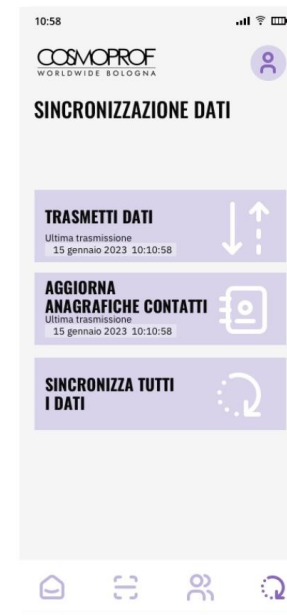 10:58
COSMOPROF
WORLDWIDE BOLOGNA
SINCRONIZZAZIONE DATI
TRASMETTI DATI
Ultima trasmissione
15 gennaio 2023 10:10:58
AGGIORNA
ANAGRAFICHE CONTATTI
Ultima trasmissione
15 gennaio 2023 10:10:58
SINCRONIZZA TUTTI
I DATI